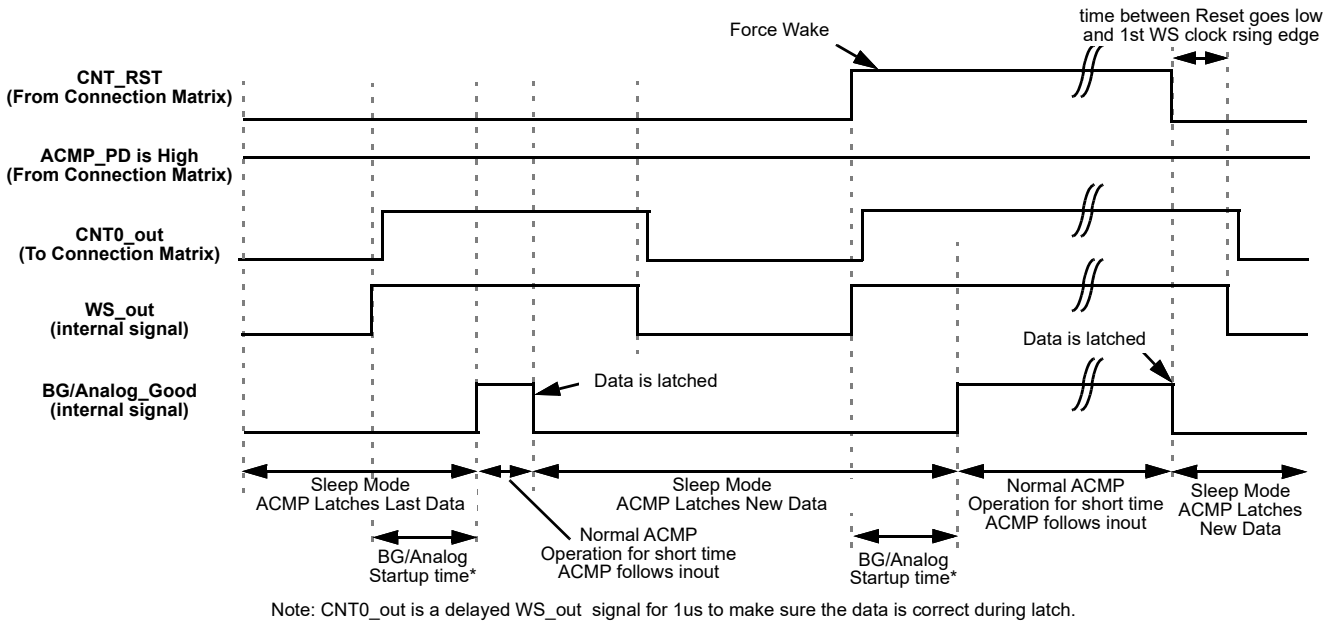 time between Reset goes low
and 1st WS clock rsing edge
Force Wake
CNT_RST
(From Connection Matrix)
ACMP_PD is High
(From Connection Matrix)
CNT0_out
(To Connection Matrix)
WS_out
(internal signal)
Data is latched
BG/Analog_Good
(internal signal)
Data is latched
Sleep Mode
ACMP Latches Last Data
Sleep Mode
ACMP Latches New Data
Normal ACMP
Operation for short time
ACMP follows inout
Sleep Mode
ACMP Latches
New Data
BG/Analog
Startup time*
Normal ACMP
Operation for short time
ACMP follows inout
BG/Analog
Startup time*
Note: CNT0_out is a delayed WS_out signal for 1us to make sure the data is correct during latch.